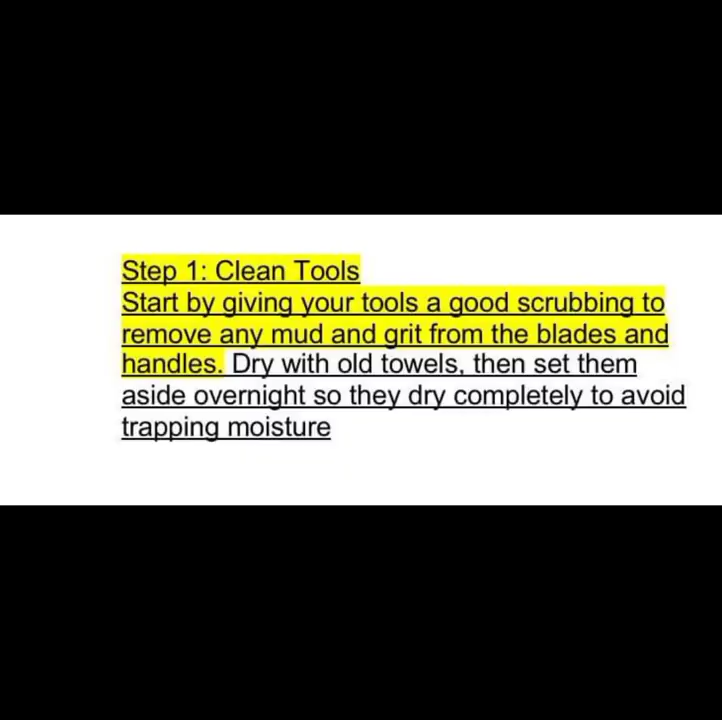 Step 1: Clean Tools
Start by giving your tools a good scrubbing to
remove any mud and grit from the blades and
handles. Dry with old towels, then set them
aside overnight so they dry completely to avoid
trapping moisture